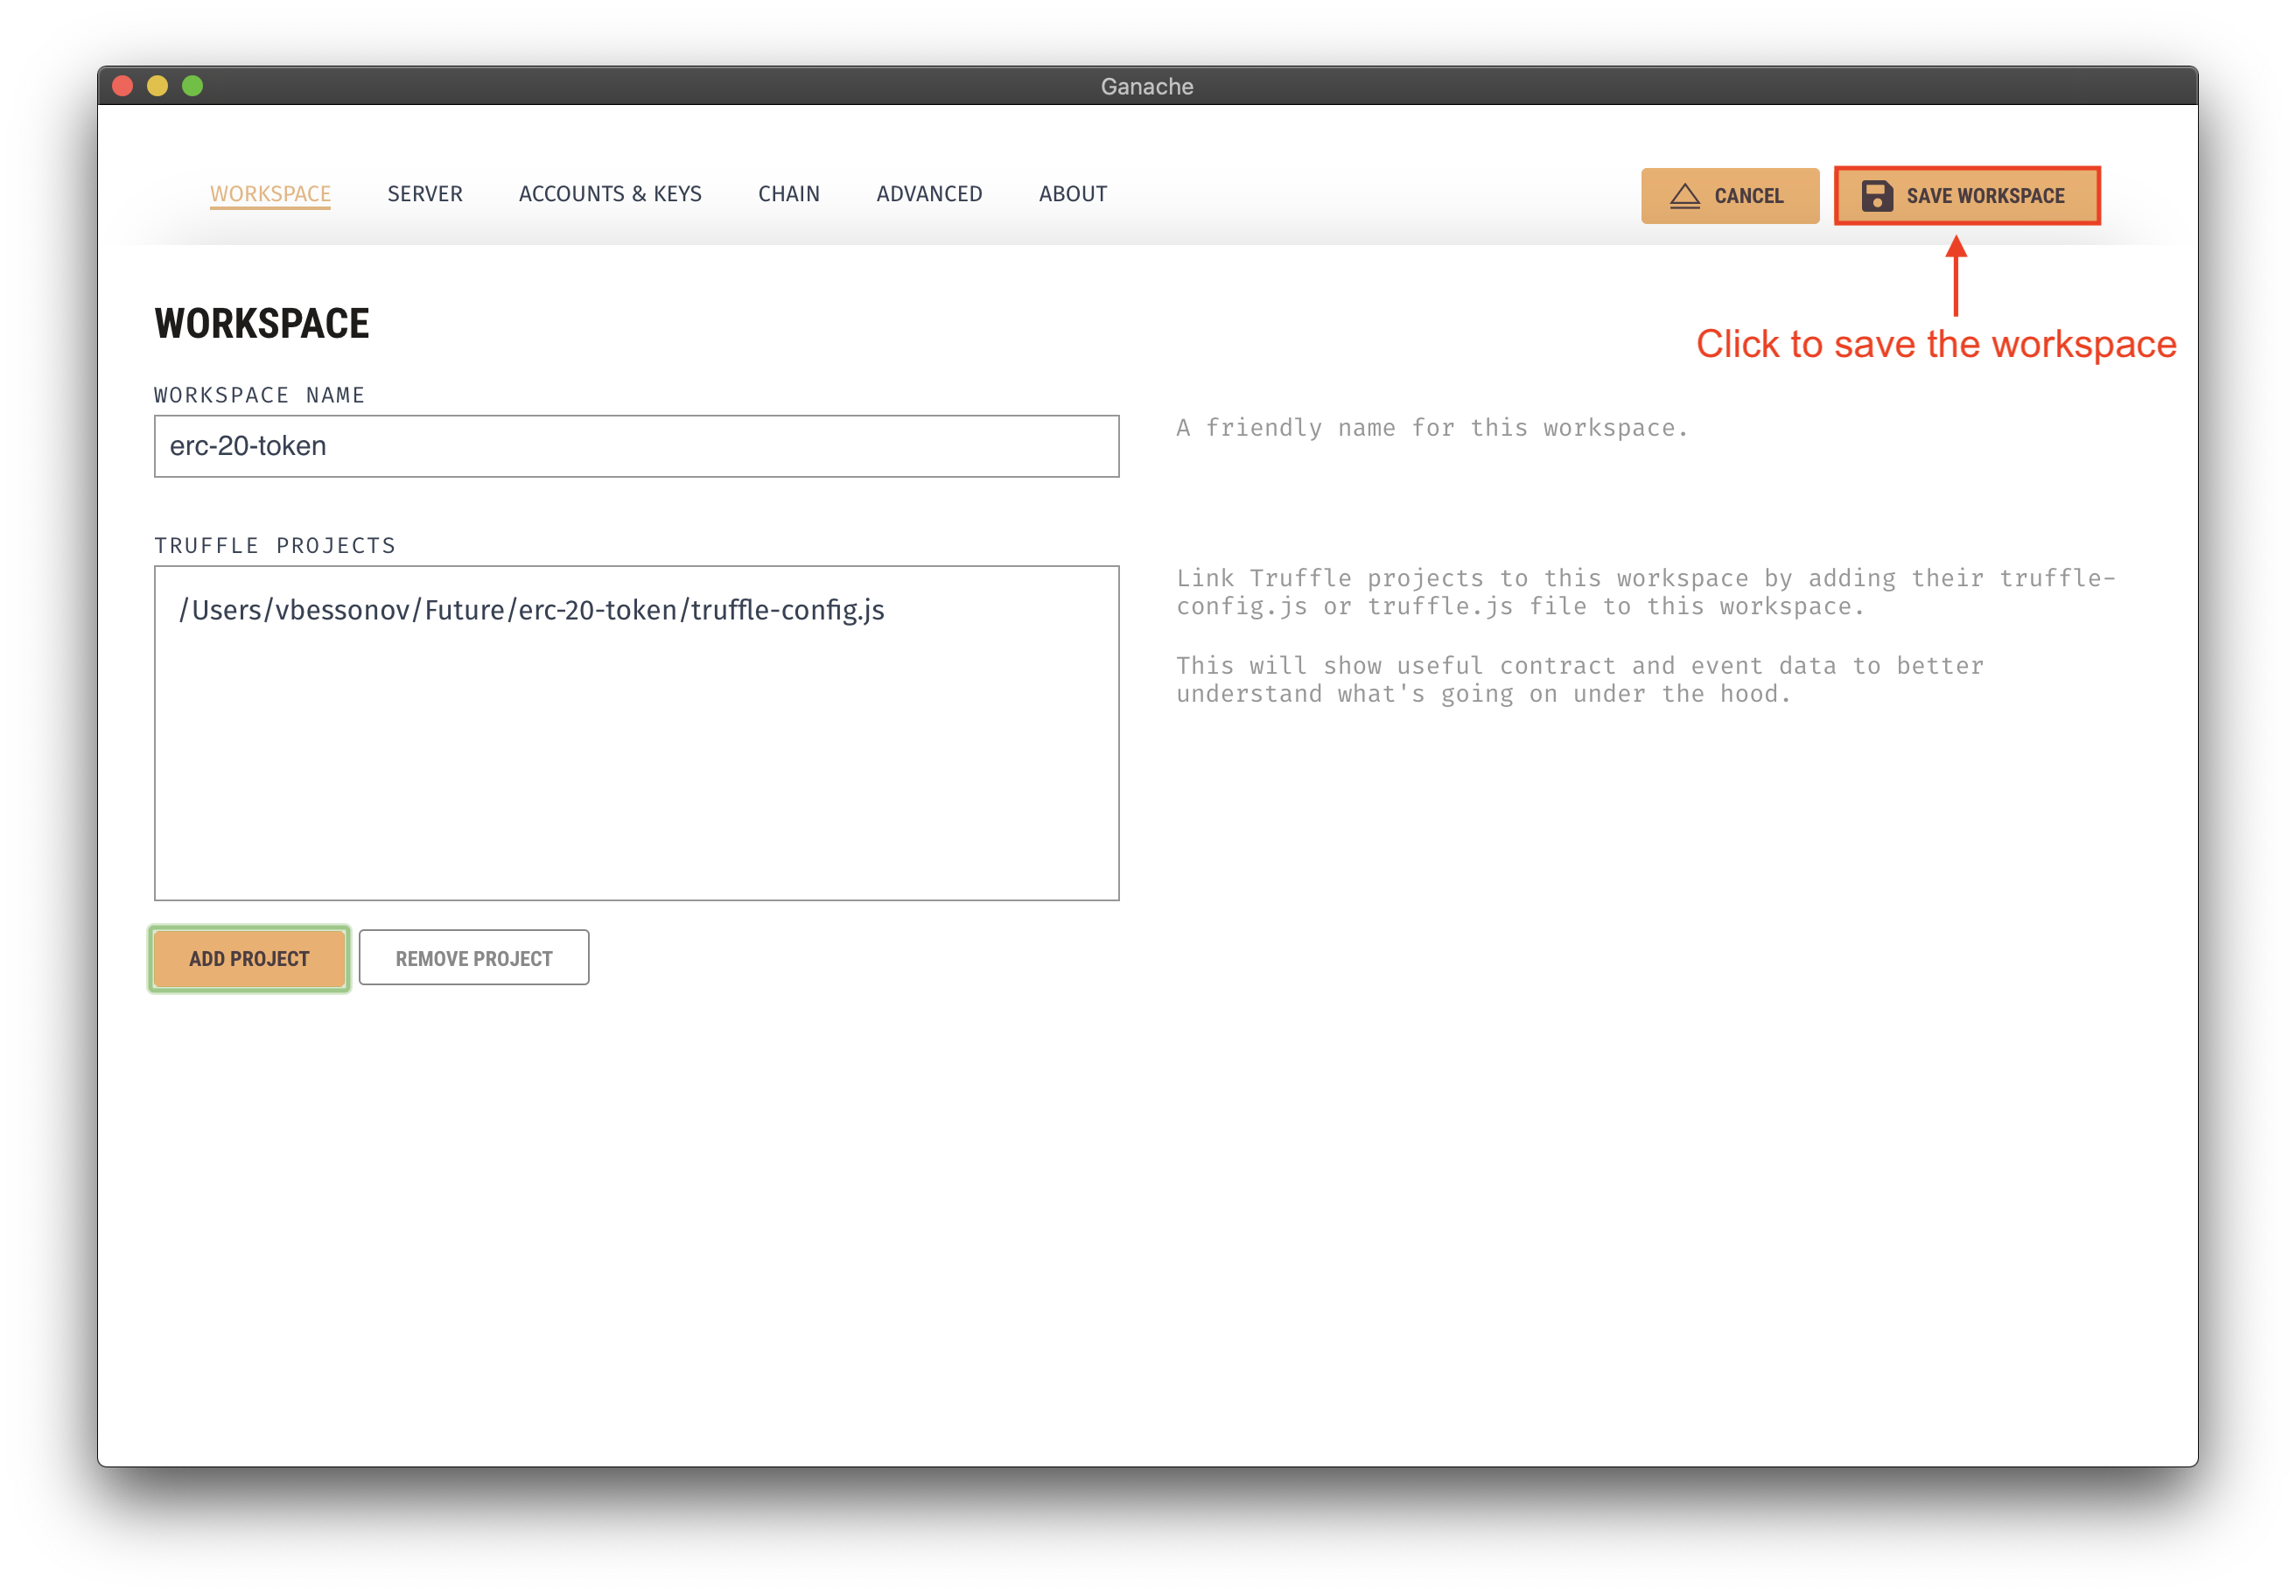 Ganache
WORKSPACE SERVER ACCOUNTS & KEYS CHAIN ADVANCED ABOUT CANCEL SAVE WORKSPACE
Click to save the workspace
WORKSPACE
WORKSPACE NAME
erc-20-token
A friendly name for this workspace.
TRUFFLE PROJECTS
/Users/vbessonov/Future/erc-20-token/truffle-config.js
Link Truffle projects to this workspace by adding their truffle-
config.js or truffle.js file to this workspace.
This will show useful contract and event data to better
understand what's going on under the hood.
ADD PROJECT REMOVE PROJECT